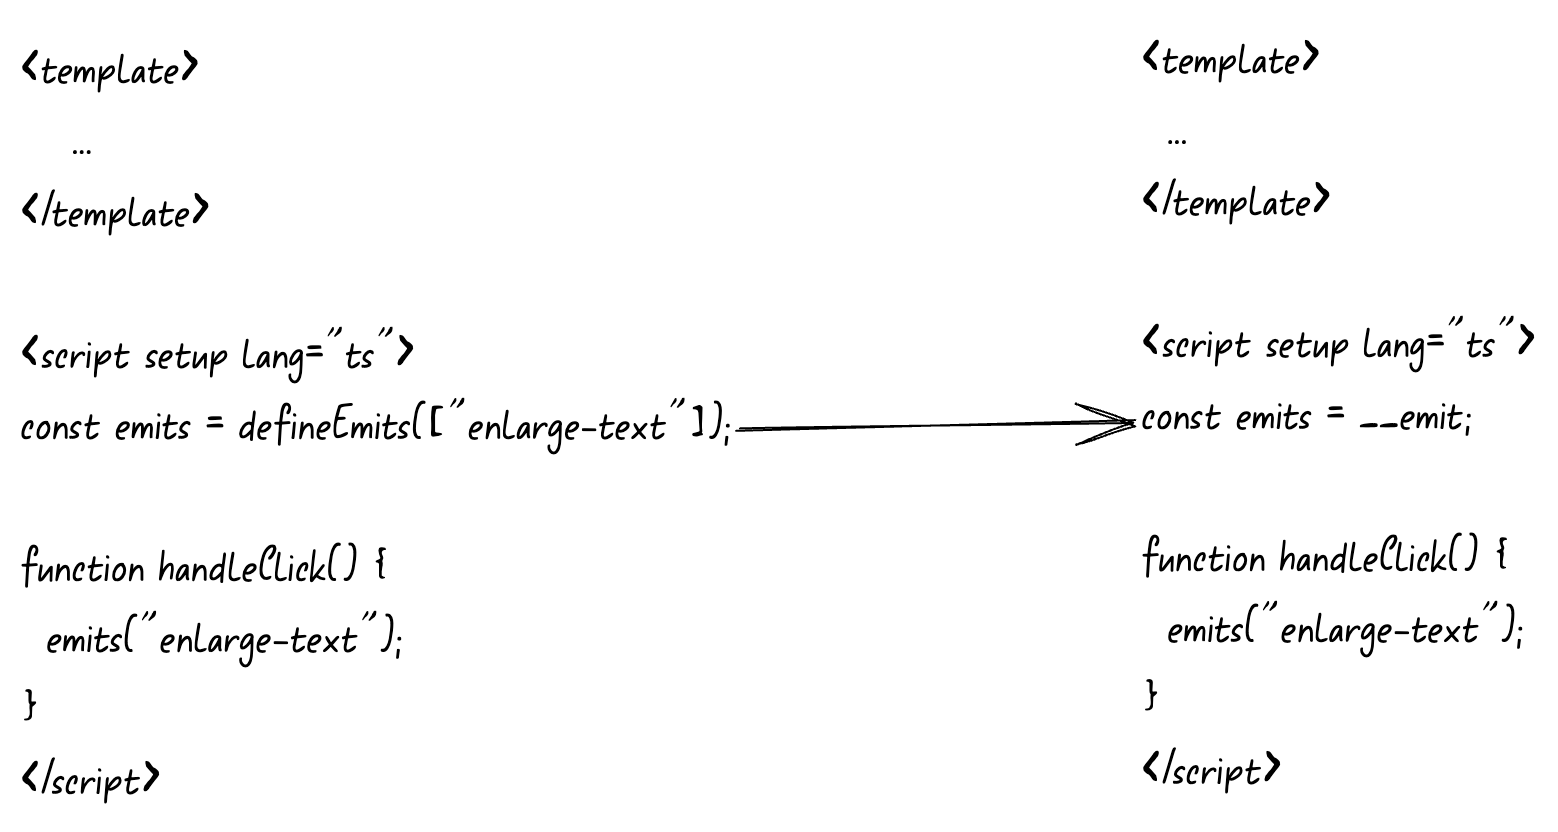 <template>
...
</template>
<script setup lang="ts">
const emits = defineEmits(["enlarge-text"]);
function handleClick() {
emits("enlarge-text");
}
</script>
<template>
...
</template>
<script setup lang="ts">
const emits = __emit;
function handleClick() {
emits("enlarge-text");
}
</script>